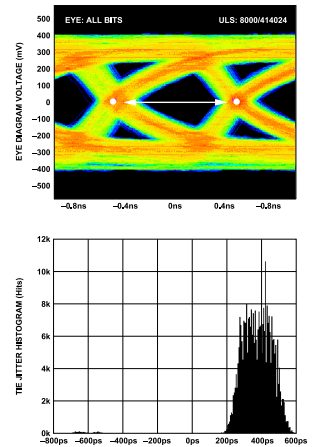 EYE: ALL BITS ULS: 8000/414024
EYE DIAGRAM VOLTAGE (mV)
500
400
300
200
100
0
–100
–200
–300
–400
–500
–0.8ns –0.4ns 0ns 0.4ns –0.8ns
TIE JITTER HISTOGRAM (Hits)
12k
10k
8k
6k
4k
2k
0k
–800ps –600ps –400ps –200ps 0ps 200ps 400ps 600ps